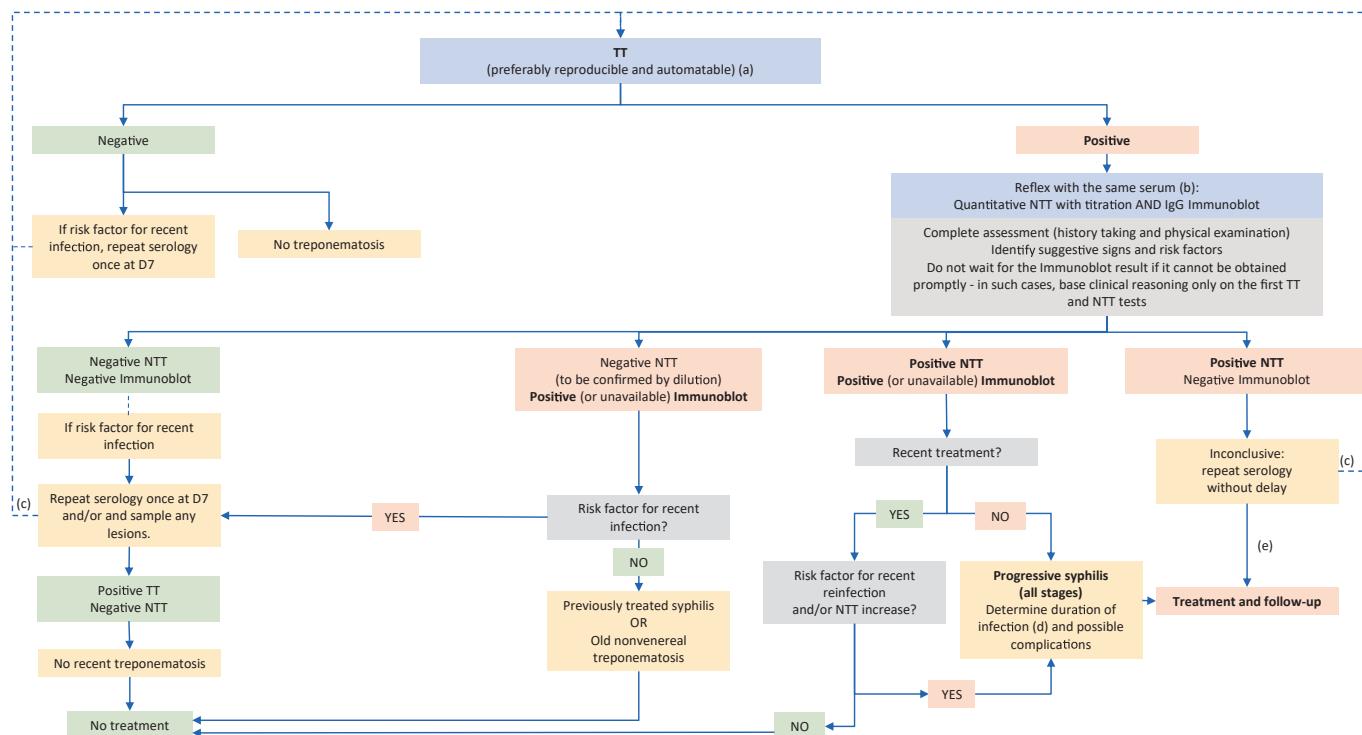 TT
(preferably reproducible and automatable) (a)
Negative
Positive
If risk factor for recent
infection, repeat serology
once at D7
No treponematosis
Reflex with the same serum (b):
Quantitative NTT with titration AND IgG Immunoblot
Complete assessment (history taking and physical examination)
Identify suggestive signs and risk factors
Do not wait for the Immunoblot result if it cannot be obtained
promptly - in such cases, base clinical reasoning only on the first TT
and NTT tests
Negative NTT
Negative Immunoblot
Negative NTT
(to be confirmed by dilution)
Positive (or unavailable) Immunoblot
Positive NTT
Positive (or unavailable) Immunoblot
Positive NTT
Negative Immunoblot
If risk factor for recent
infection
Recent treatment?
Inconclusive:
repeat serology
without delay
(c)
(c)
Repeat serology once at D7
and/or and sample any
lesions.
YES
Risk factor for recent
infection?
YES
NO
(e)
NO
Positive TT
Negative NTT
Risk factor for recent
reinfection
and/or NTT increase?
Progressive syphilis
(all stages)
Determine duration of
infection (d) and possible
complications
Treatment and follow-up
Previously treated syphilis
OR
Old nonvenereal
treponematosis
No recent treponematosis
YES
No treatment
NO